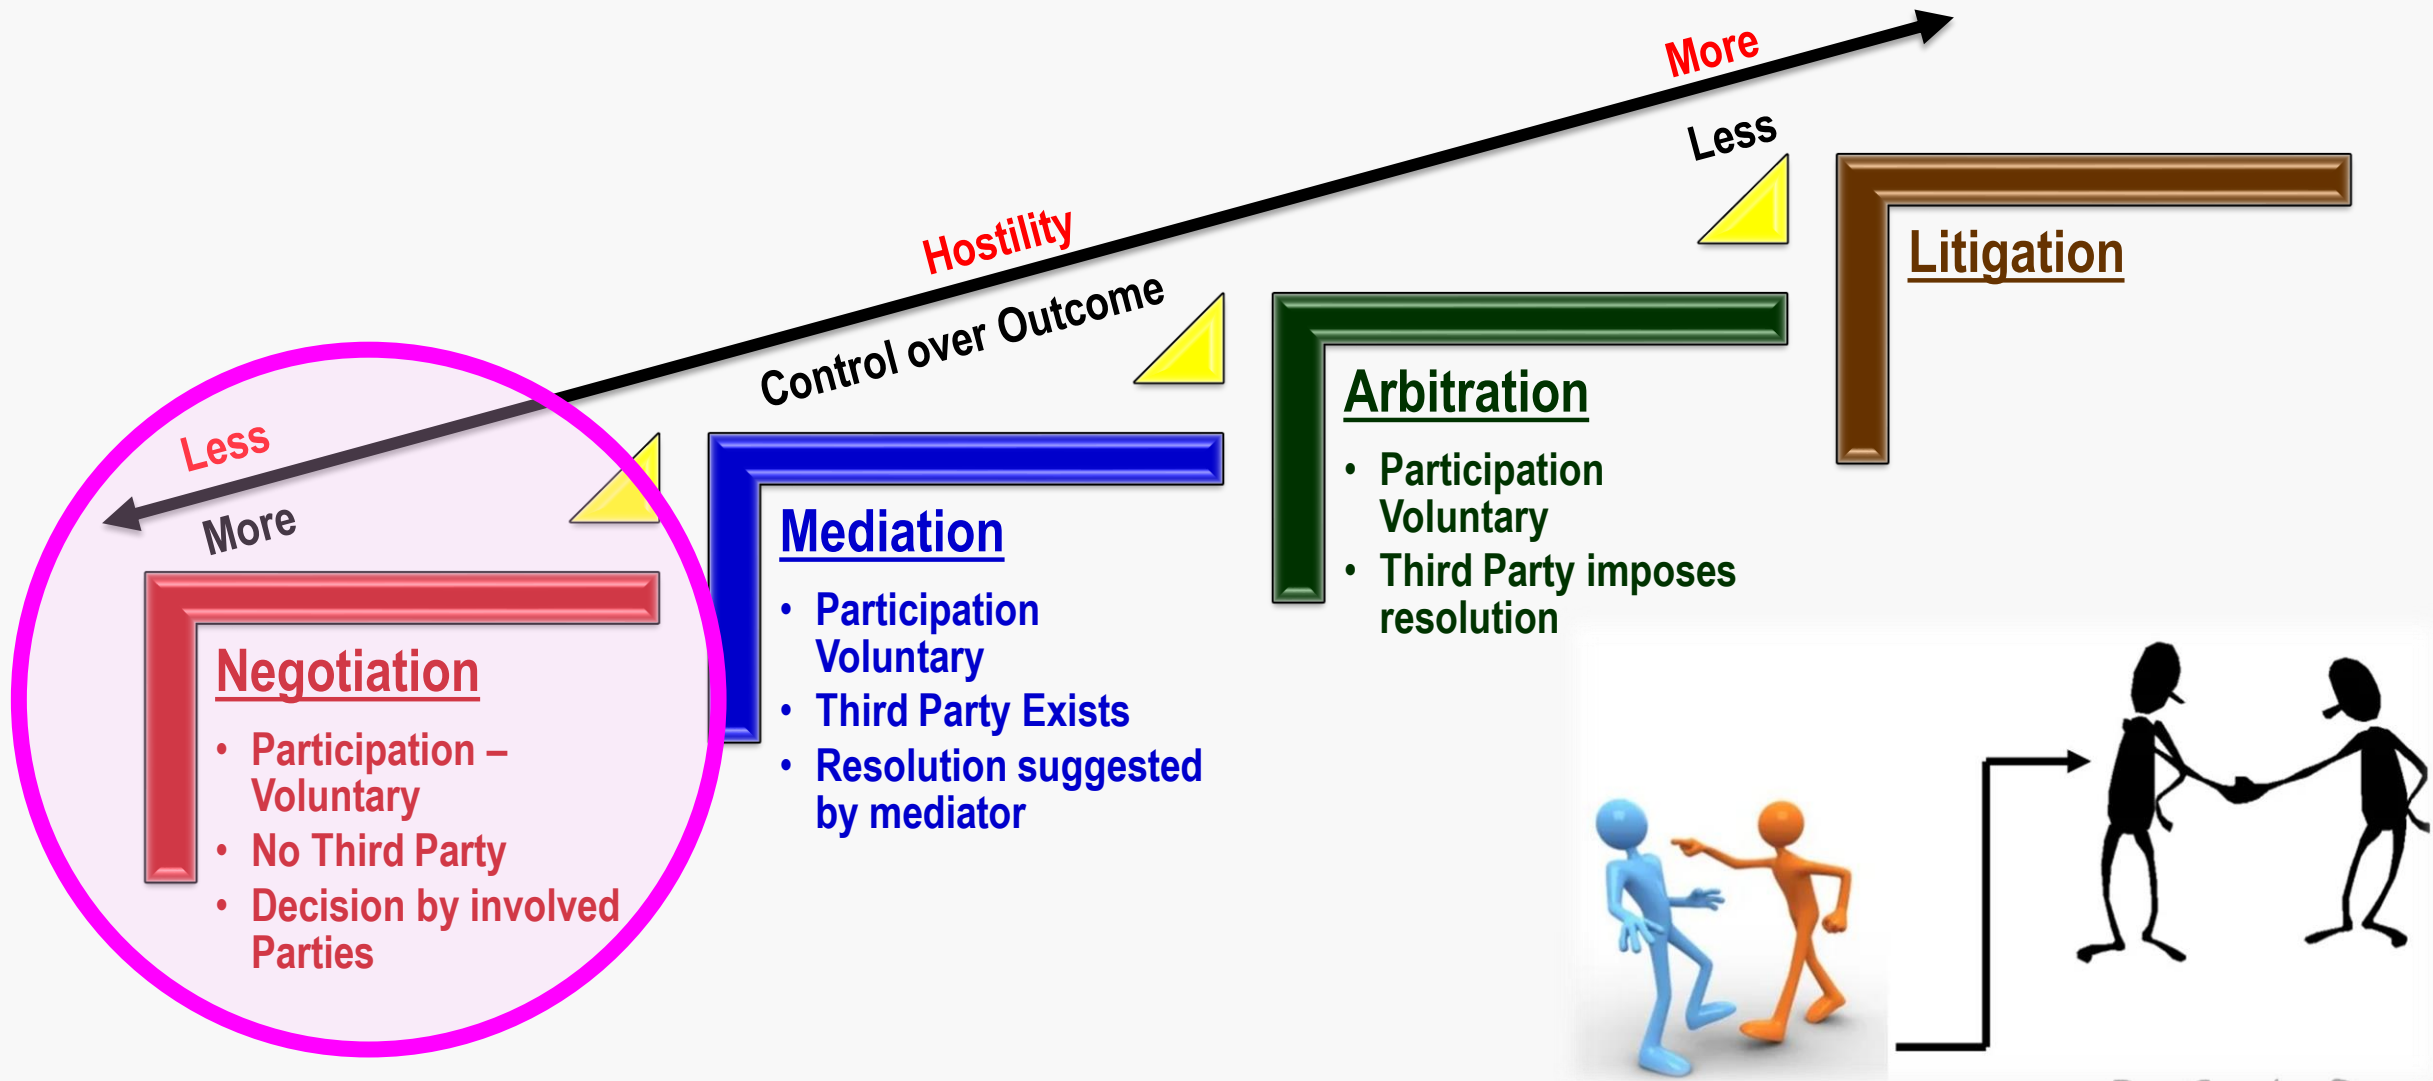 More
Less
Hostility
Control over Outcome
Less
More
Litigation
Arbitration
• Participation
Voluntary
• Third Party imposes
resolution
Mediation
• Participation
Voluntary
• Third Party Exists
• Resolution suggested
by mediator
Negotiation
• Participation –
Voluntary
• No Third Party
• Decision by involved
Parties